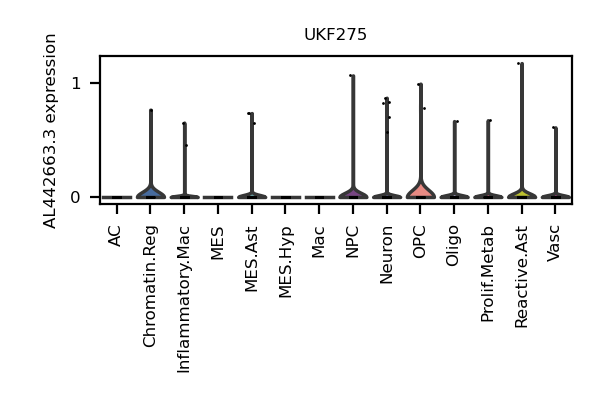 UKF275
AL442663.3 expression
1
0
AC
Chromatin.Reg
Inflammatory.Mac
MES
MES.Ast
MES.Hyp
Mac
NPC
Neuron
OPC
Oligo
Prolif.Metab
Reactive.Ast
Vasc